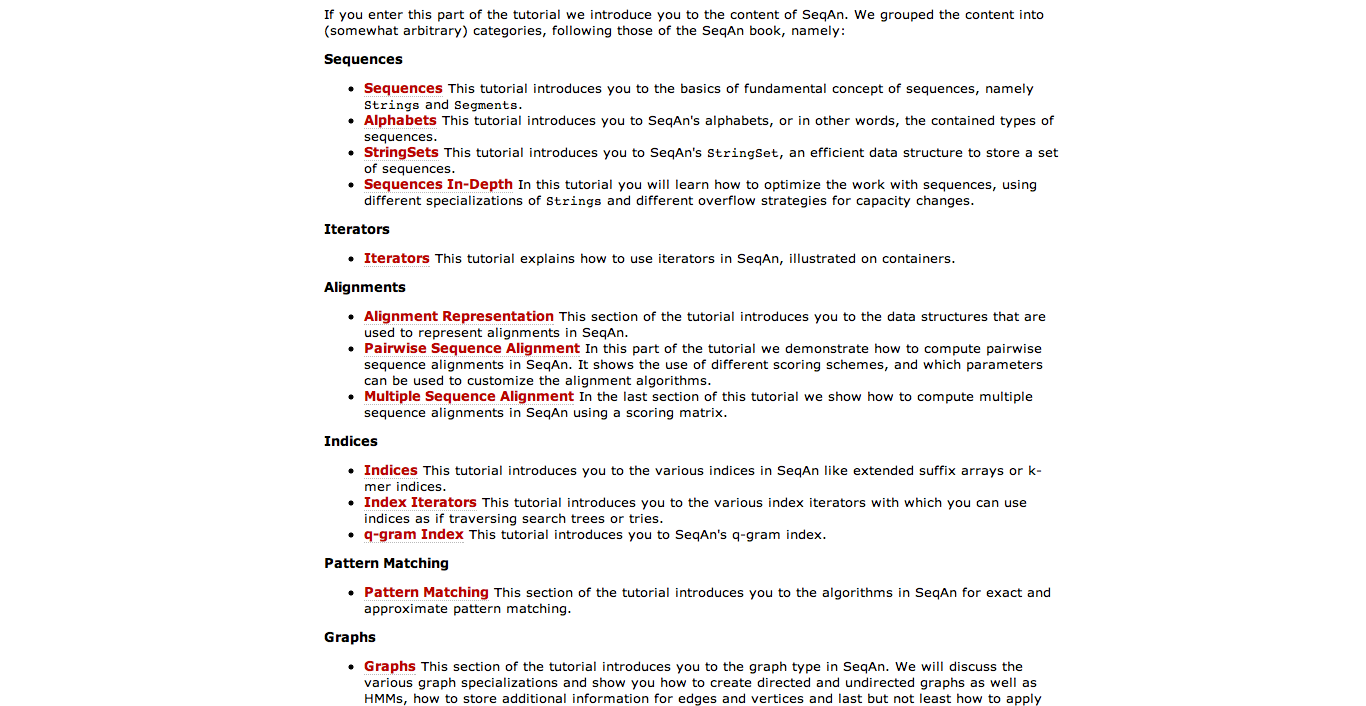 If you enter this part of the tutorial we introduce you to the content of SeqAn. We grouped the content into
(somewhat arbitrary) categories, following those of the SeqAn book, namely:
Sequences
• Sequences This tutorial introduces you to the basics of fundamental concept of sequences, namely
Strings and Segments.
• Alphabets This tutorial introduces you to SeqAn's alphabets, or in other words, the contained types of
sequences.
• StringSets This tutorial introduces you to SeqAn's StringSet, an efficient data structure to store a set
of sequences.
• Sequences In-Depth In this tutorial you will learn how to optimize the work with sequences, using
different specializations of Strings and different overflow strategies for capacity changes.
Iterators
• Iterators This tutorial explains how to use iterators in SeqAn, illustrated on containers.
Alignments
• Alignment Representation This section of the tutorial introduces you to the data structures that are
used to represent alignments in SeqAn.
• Pairwise Sequence Alignment In this part of the tutorial we demonstrate how to compute pairwise
sequence alignments in SeqAn. It shows the use of different scoring schemes, and which parameters
can be used to customize the alignment algorithms.
• Multiple Sequence Alignment In the last section of this tutorial we show how to compute multiple
sequence alignments in SeqAn using a scoring matrix.
Indices
• Indices This tutorial introduces you to the various indices in SeqAn like extended suffix arrays or k-
mer indices.
• Index Iterators This tutorial introduces you to the various index iterators with which you can use
indices as if traversing search trees or tries.
• q-gram Index This tutorial introduces you to SeqAn's q-gram index.
Pattern Matching
• Pattern Matching This section of the tutorial introduces you to the algorithms in SeqAn for exact and
approximate pattern matching.
Graphs
• Graphs This section of the tutorial introduces you to the graph type in SeqAn. We will discuss the
various graph specializations and show you how to create directed and undirected graphs as well as
HMMs, how to store additional information for edges and vertices and last but not least how to apply